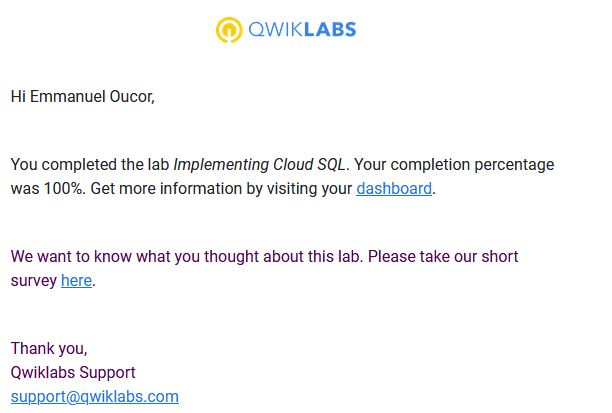 QWIKLABS
Hi Emmanuel Oucor,
You completed the lab Implementing Cloud SQL. Your completion percentage
was 100%. Get more information by visiting your dashboard.
We want to know what you thought about this lab. Please take our short
survey here.
Thank you,
Qwiklabs Support
support@qwiklabs.com